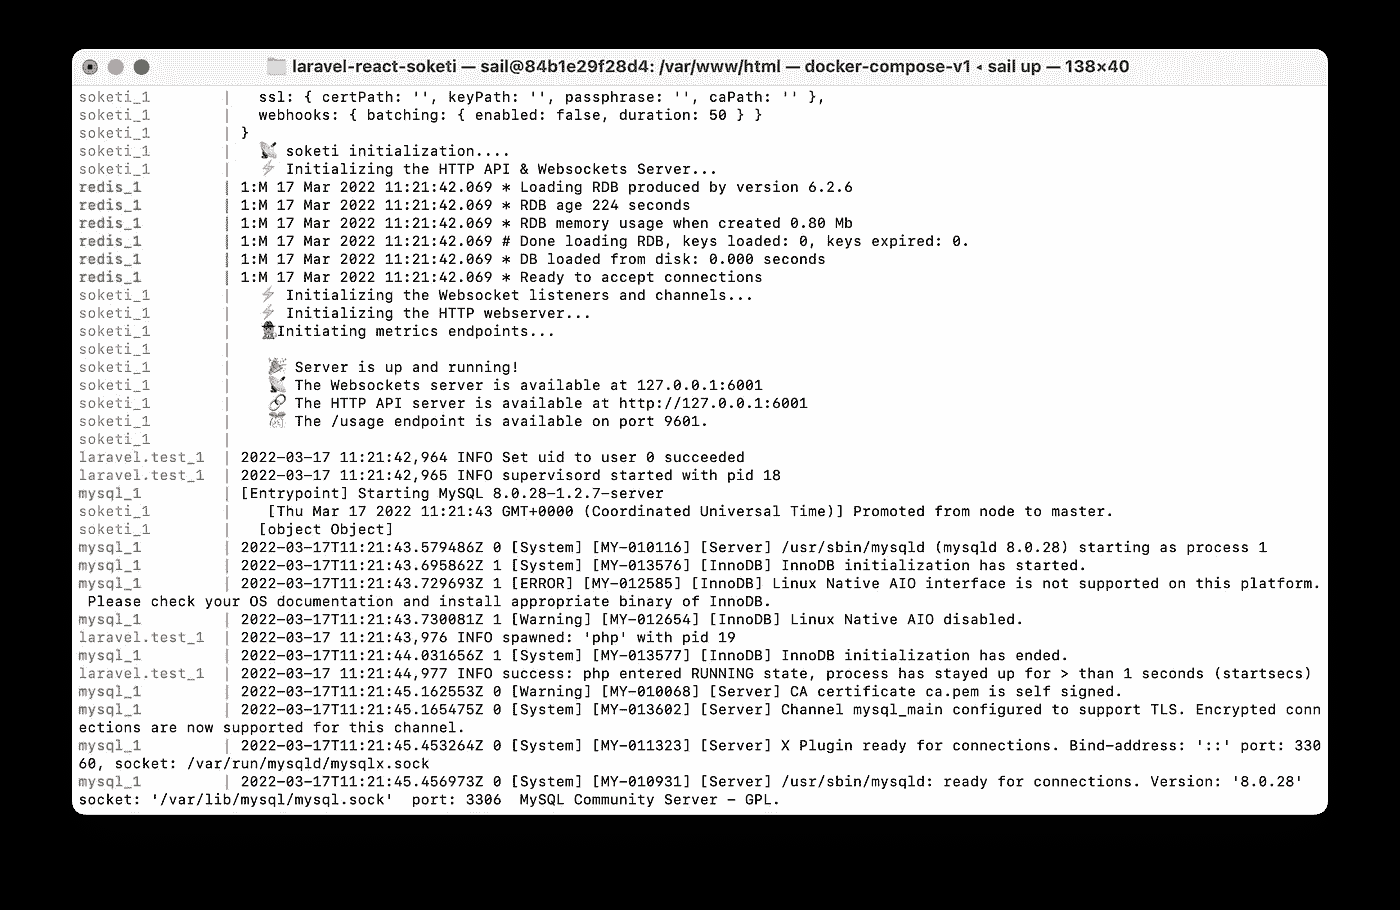 laravel-react-soketi — sail@84b1e29f28d4: /var/www/html — docker-compose-v1 ◂ sail up — 138×40
soketi_1 | ssl: { certPath: '', keyPath: '', passphrase: '', caPath: '' },
soketi_1 | webhooks: { batching: { enabled: false, duration: 50 } }
soketi_1 | }
soketi_1 | 📡 soketi initialization....
soketi_1 | ⚡ Initializing the HTTP API & Websockets Server...
redis_1 | 1:M 17 Mar 2022 11:21:42.069 * Loading RDB produced by version 6.2.6
redis_1 | 1:M 17 Mar 2022 11:21:42.069 * RDB age 224 seconds
redis_1 | 1:M 17 Mar 2022 11:21:42.069 * RDB memory usage when created 0.80 Mb
redis_1 | 1:M 17 Mar 2022 11:21:42.069 # Done loading RDB, keys loaded: 0, keys expired: 0.
redis_1 | 1:M 17 Mar 2022 11:21:42.069 * DB loaded from disk: 0.000 seconds
redis_1 | 1:M 17 Mar 2022 11:21:42.069 * Ready to accept connections
soketi_1 | ⚡ Initializing the Websocket listeners and channels...
soketi_1 | ⚡ Initializing the HTTP webserver...
soketi_1 | 🕵Initiating metrics endpoints...
soketi_1 |
soketi_1 | 🎉 Server is up and running!
soketi_1 | 📡 The Websockets server is available at 127.0.0.1:6001
soketi_1 | 🔗 The HTTP API server is available at http://127.0.0.1:6001
soketi_1 | 🎊 The /usage endpoint is available on port 9601.
soketi_1 |
laravel.test_1 | 2022-03-17 11:21:42,964 INFO Set uid to user 0 succeeded
laravel.test_1 | 2022-03-17 11:21:42,965 INFO supervisord started with pid 18
mysql_1 | [Entrypoint] Starting MySQL 8.0.28-1.2.7-server
soketi_1 | [Thu Mar 17 2022 11:21:43 GMT+0000 (Coordinated Universal Time)] Promoted from node to master.
soketi_1 | [object Object]
mysql_1 | 2022-03-17T11:21:43.579486Z 0 [System] [MY-010116] [Server] /usr/sbin/mysqld (mysqld 8.0.28) starting as process 1
mysql_1 | 2022-03-17T11:21:43.695862Z 1 [System] [MY-013576] [InnoDB] InnoDB initialization has started.
mysql_1 | 2022-03-17T11:21:43.729693Z 1 [ERROR] [MY-012585] [InnoDB] Linux Native AIO interface is not supported on this platform.
Please check your OS documentation and install appropriate binary of InnoDB.
mysql_1 | 2022-03-17T11:21:43.730081Z 1 [Warning] [MY-012654] [InnoDB] Linux Native AIO disabled.
laravel.test_1 | 2022-03-17 11:21:43,976 INFO spawned: 'php' with pid 19
mysql_1 | 2022-03-17T11:21:44.031656Z 1 [System] [MY-013577] [InnoDB] InnoDB initialization has ended.
laravel.test_1 | 2022-03-17 11:21:44,977 INFO success: php entered RUNNING state, process has stayed up for > than 1 seconds (startsecs)
mysql_1 | 2022-03-17T11:21:45.162553Z 0 [Warning] [MY-010068] [Server] CA certificate ca.pem is self signed.
mysql_1 | 2022-03-17T11:21:45.165475Z 0 [System] [MY-013602] [Server] Channel mysql_main configured to support TLS. Encrypted conn
ections are now supported for this channel.
mysql_1 | 2022-03-17T11:21:45.453264Z 0 [System] [MY-011323] [Server] X Plugin ready for connections. Bind-address: '::' port: 330
60, socket: /var/run/mysqld/mysqlx.sock
mysql_1 | 2022-03-17T11:21:45.456973Z 0 [System] [MY-010931] [Server] /usr/sbin/mysqld: ready for connections. Version: '8.0.28'
socket: '/var/lib/mysql/mysql.sock'  port: 3306  MySQL Community Server - GPL.